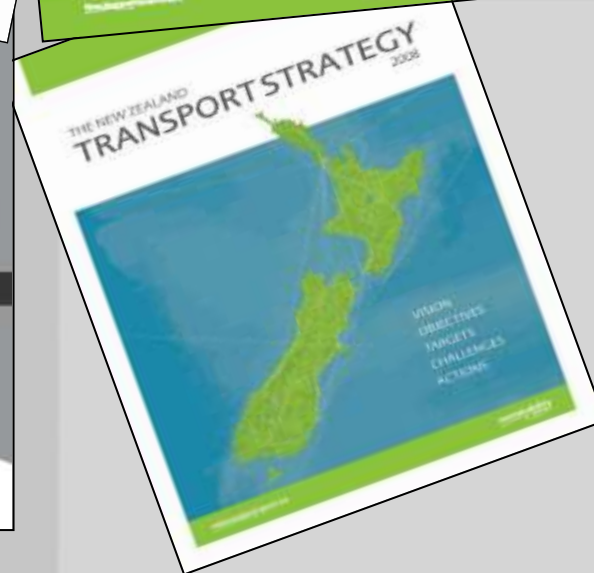 THE NEW ZEALAND
TRANSPORT STRATEGY
2008
VISION
OBJECTIVES
TARGETS
CHALLENGES
ACTIONS